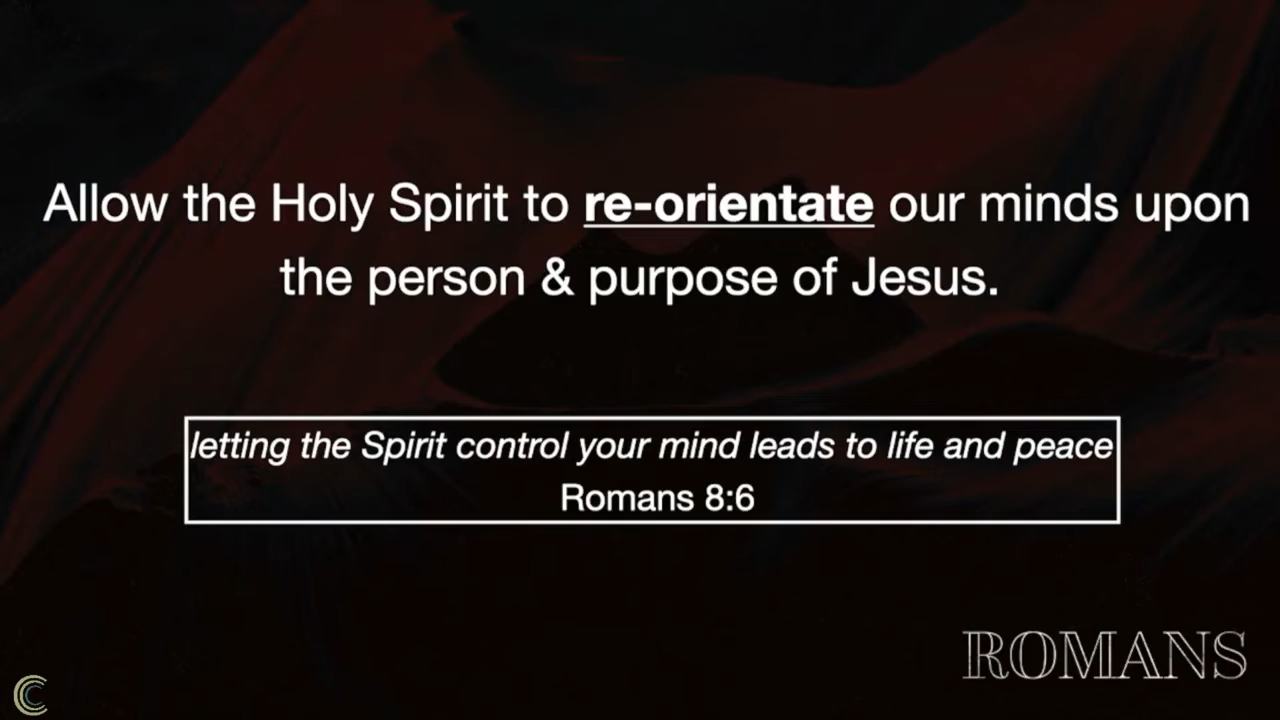 Allow the Holy Spirit to re-orientate our minds upon
the person & purpose of Jesus.
letting the Spirit control your mind leads to life and peace
Romans 8:6
ROMANS